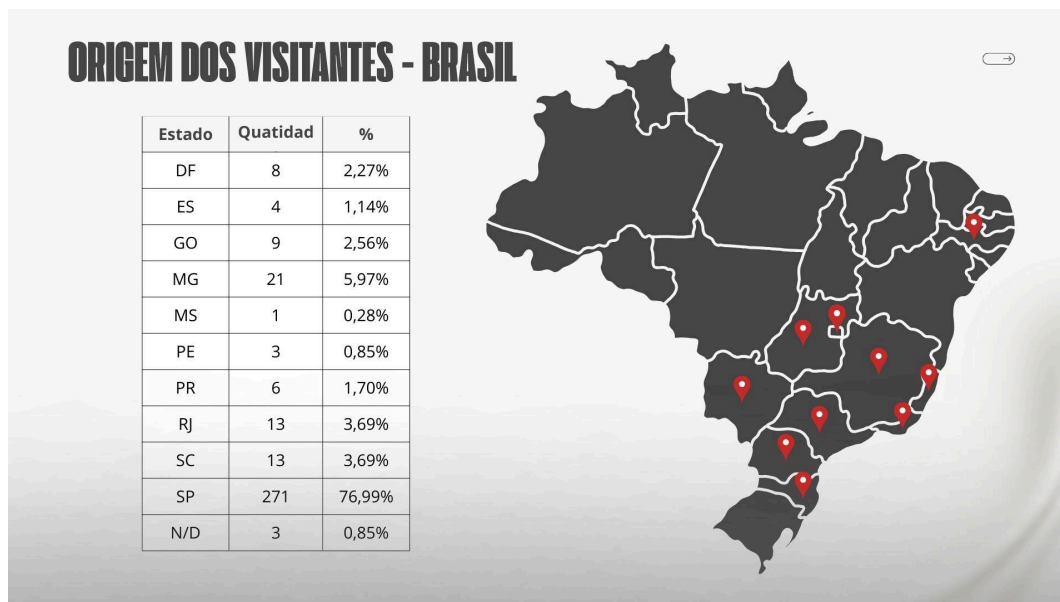 ORIGEM DOS VISITANTES - BRASIL
Estado Quatidad %
DF 8 2,27%
ES 4 1,14%
GO 9 2,56%
MG 21 5,97%
MS 1 0,28%
PE 3 0,85%
PR 6 1,70%
RJ 13 3,69%
SC 13 3,69%
SP 271 76,99%
N/D 3 0,85%